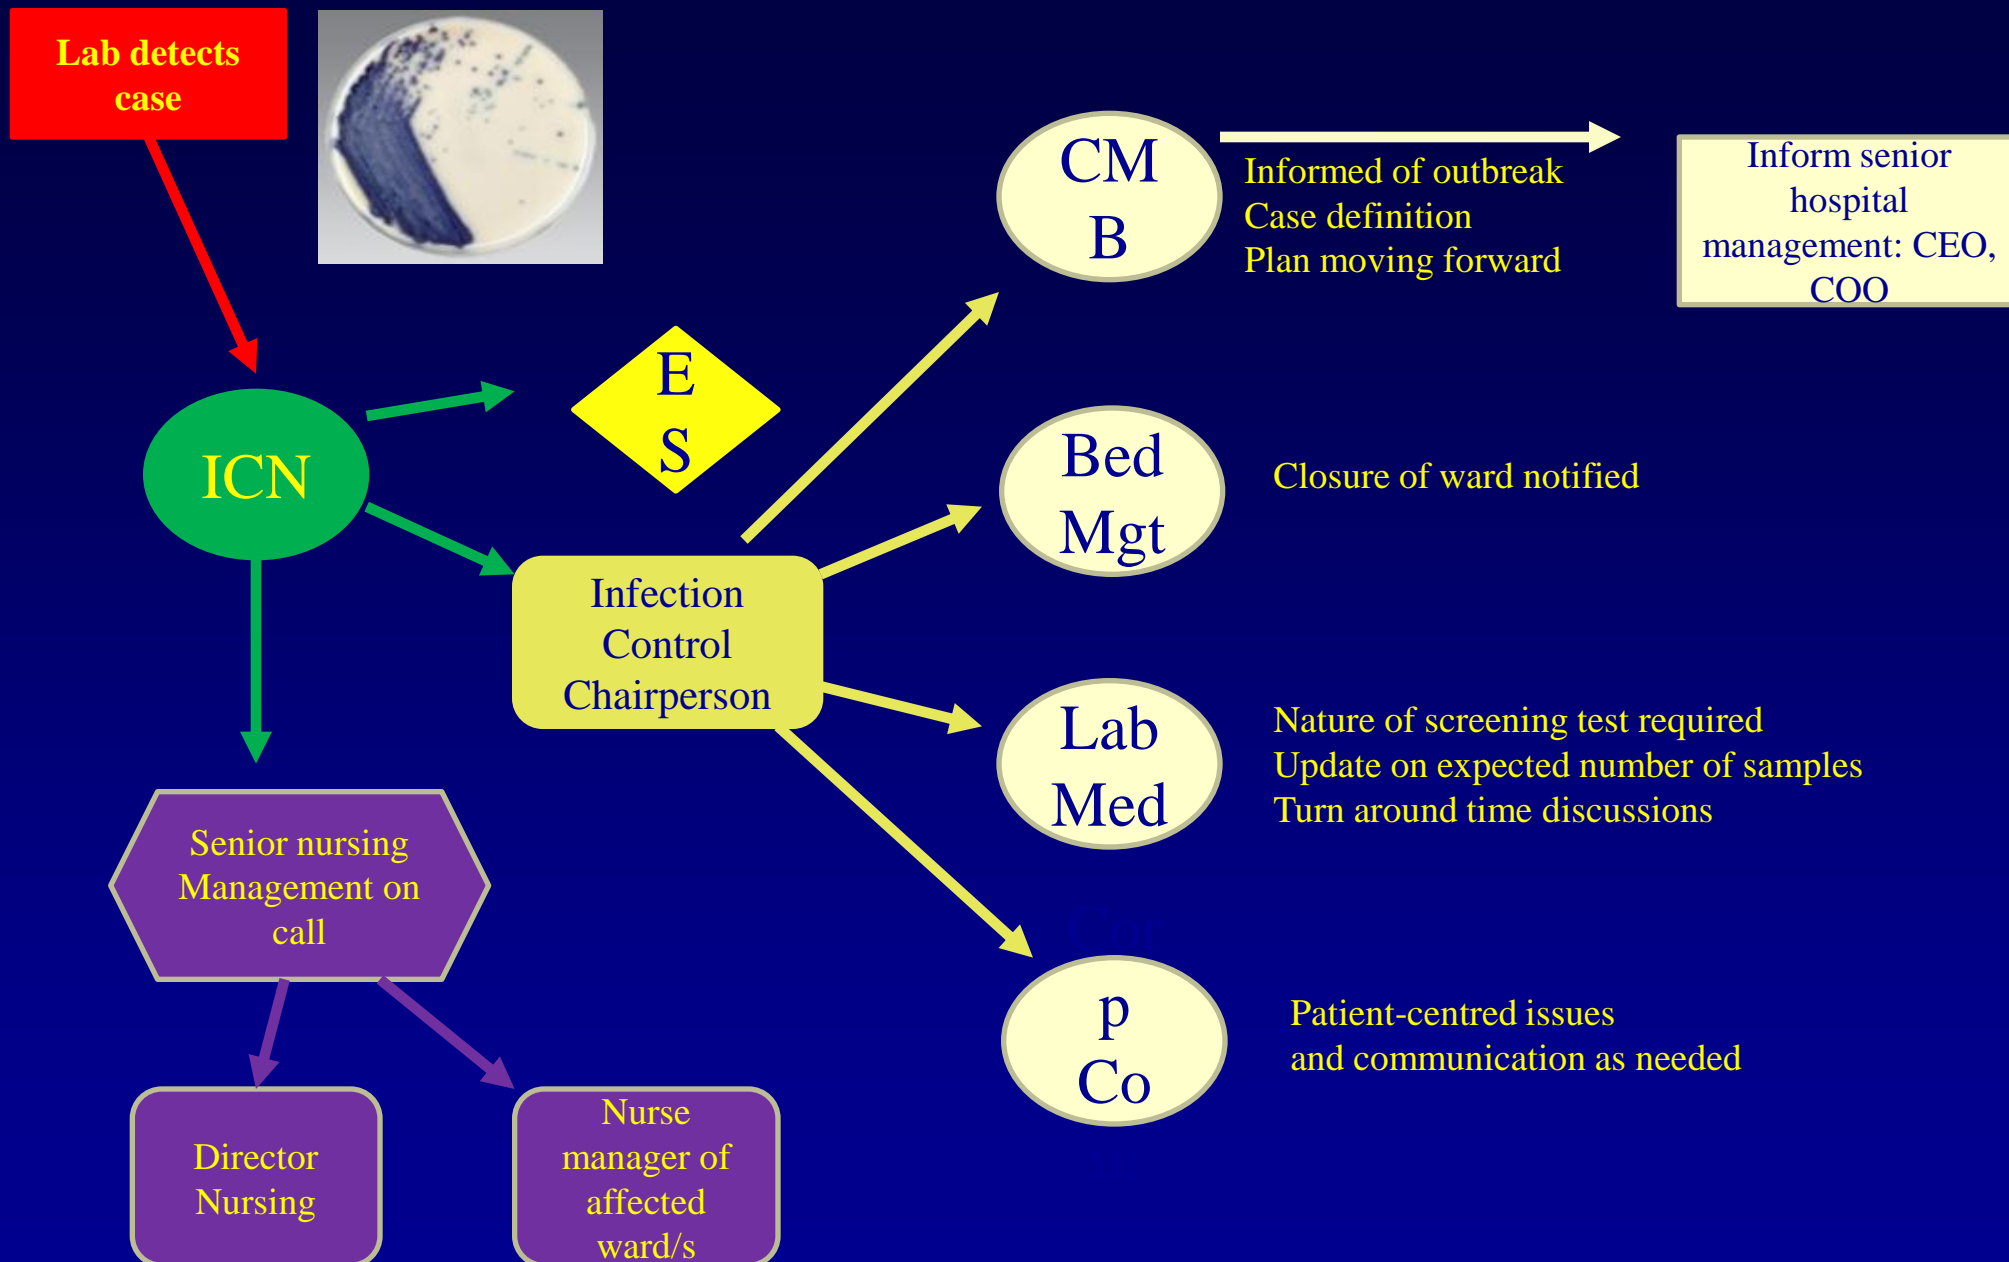 Lab detects
case
CM
B
Informed of outbreak
Case definition
Plan moving forward
Inform senior
hospital
management: CEO,
COO
E
S
ICN
Bed
Mgt
Closure of ward notified
Infection
Control
Chairperson
Lab
Med
Nature of screening test required
Update on expected number of samples
Turn around time discussions
Senior nursing
Management on
call
Cor
p
Co
Patient-centred issues
and communication as needed
Director
Nursing
Nurse
manager of
affected
ward/s